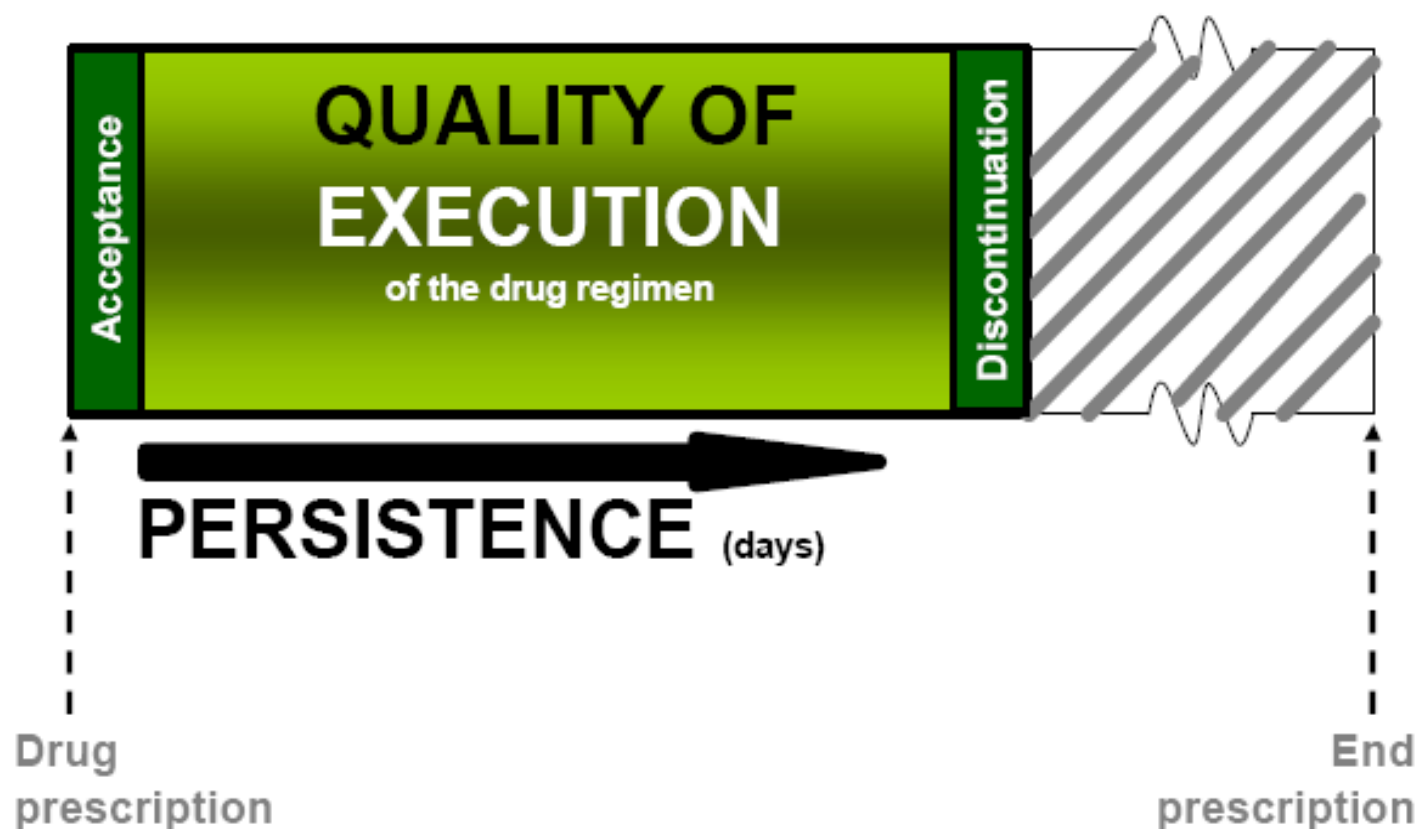 Acceptance
QUALITY OF
EXECUTION
of the drug regimen
Discontinuation
PERSISTENCE (days)
Drug
prescription
End
prescription